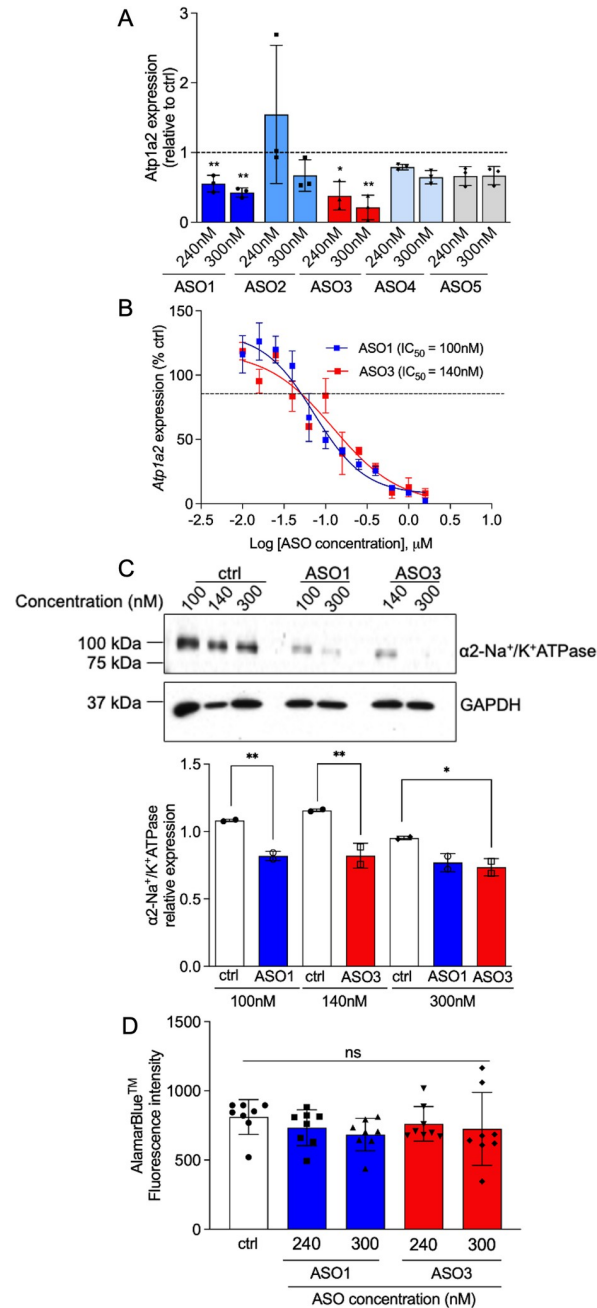 A
Atp1a2 expression
(relative to ctrl)
3
2
1
0
** ** * **
240nM 300nM 240nM 300nM 240nM 300nM 240nM 300nM 240nM 300nM
ASO1 ASO2 ASO3 ASO4 ASO5
B
Atp1a2 expression (% ctrl)
150
100
50
0
ASO1 (IC50 = 100nM)
ASO3 (IC50 = 140nM)
-2.5 -2.0 -1.5 -1.0 -0.5 0.0 0.5 1.0
Log [ASO concentration], μM
C
ctrl ASO1 ASO3
Concentration (nM) 100 140 300 100 300 140 300
100 kDa
75 kDa
α2-Na+/K+ATPase
37 kDa
GAPDH
α2-Na+/K+ATPase
relative expression
1.5
1.0
0.5
0.0
** ** *
ctrl ASO1 ctrl ASO3 ctrl ASO1 ASO3
100nM 140nM 300nM
D
AlamarBlue™
Fluorescence intensity
1500
1000
500
0
ns
ctrl 240 300 240 300
ASO1 ASO3
ASO concentration (nM)